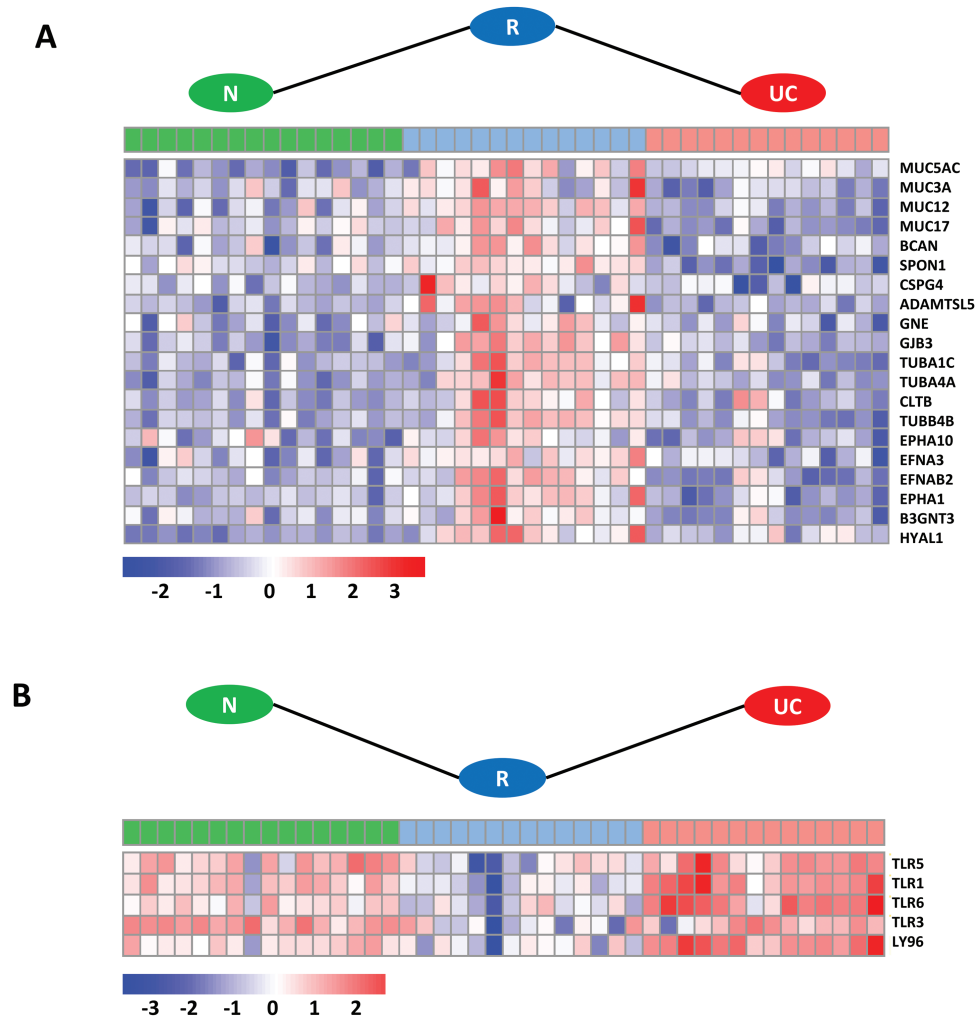 A
R
N
UC
MUC5AC
MUC3A
MUC12
MUC17
BCAN
SPON1
CSPG4
ADAMTSL5
GNE
GJB3
TUBA1C
TUBA4A
CLTB
TUBB4B
EPHA10
EFNA3
EFNAB2
EPHA1
B3GNT3
HYAL1
-2 -1 0 1 2 3
B
N
UC
R
TLR5
TLR1
TLR6
TLR3
LY96
-3 -2 -1 0 1 2